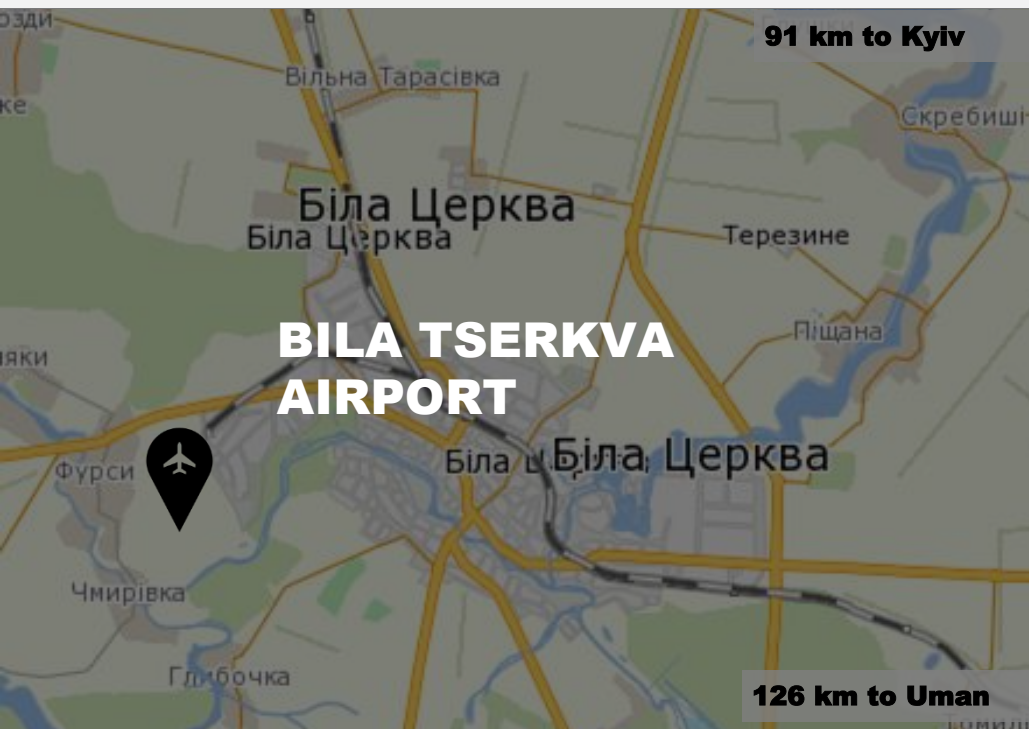 91 km to Kyiv
Вільна Тарасівка
Скребиші
Біла Церква
Біла Церква
Терезине
BILA TSERKVA
AIRPORT
Піщана
Біла
Біла Церква
Фурси
Чмирівка
Глибочка
126 km to Uman